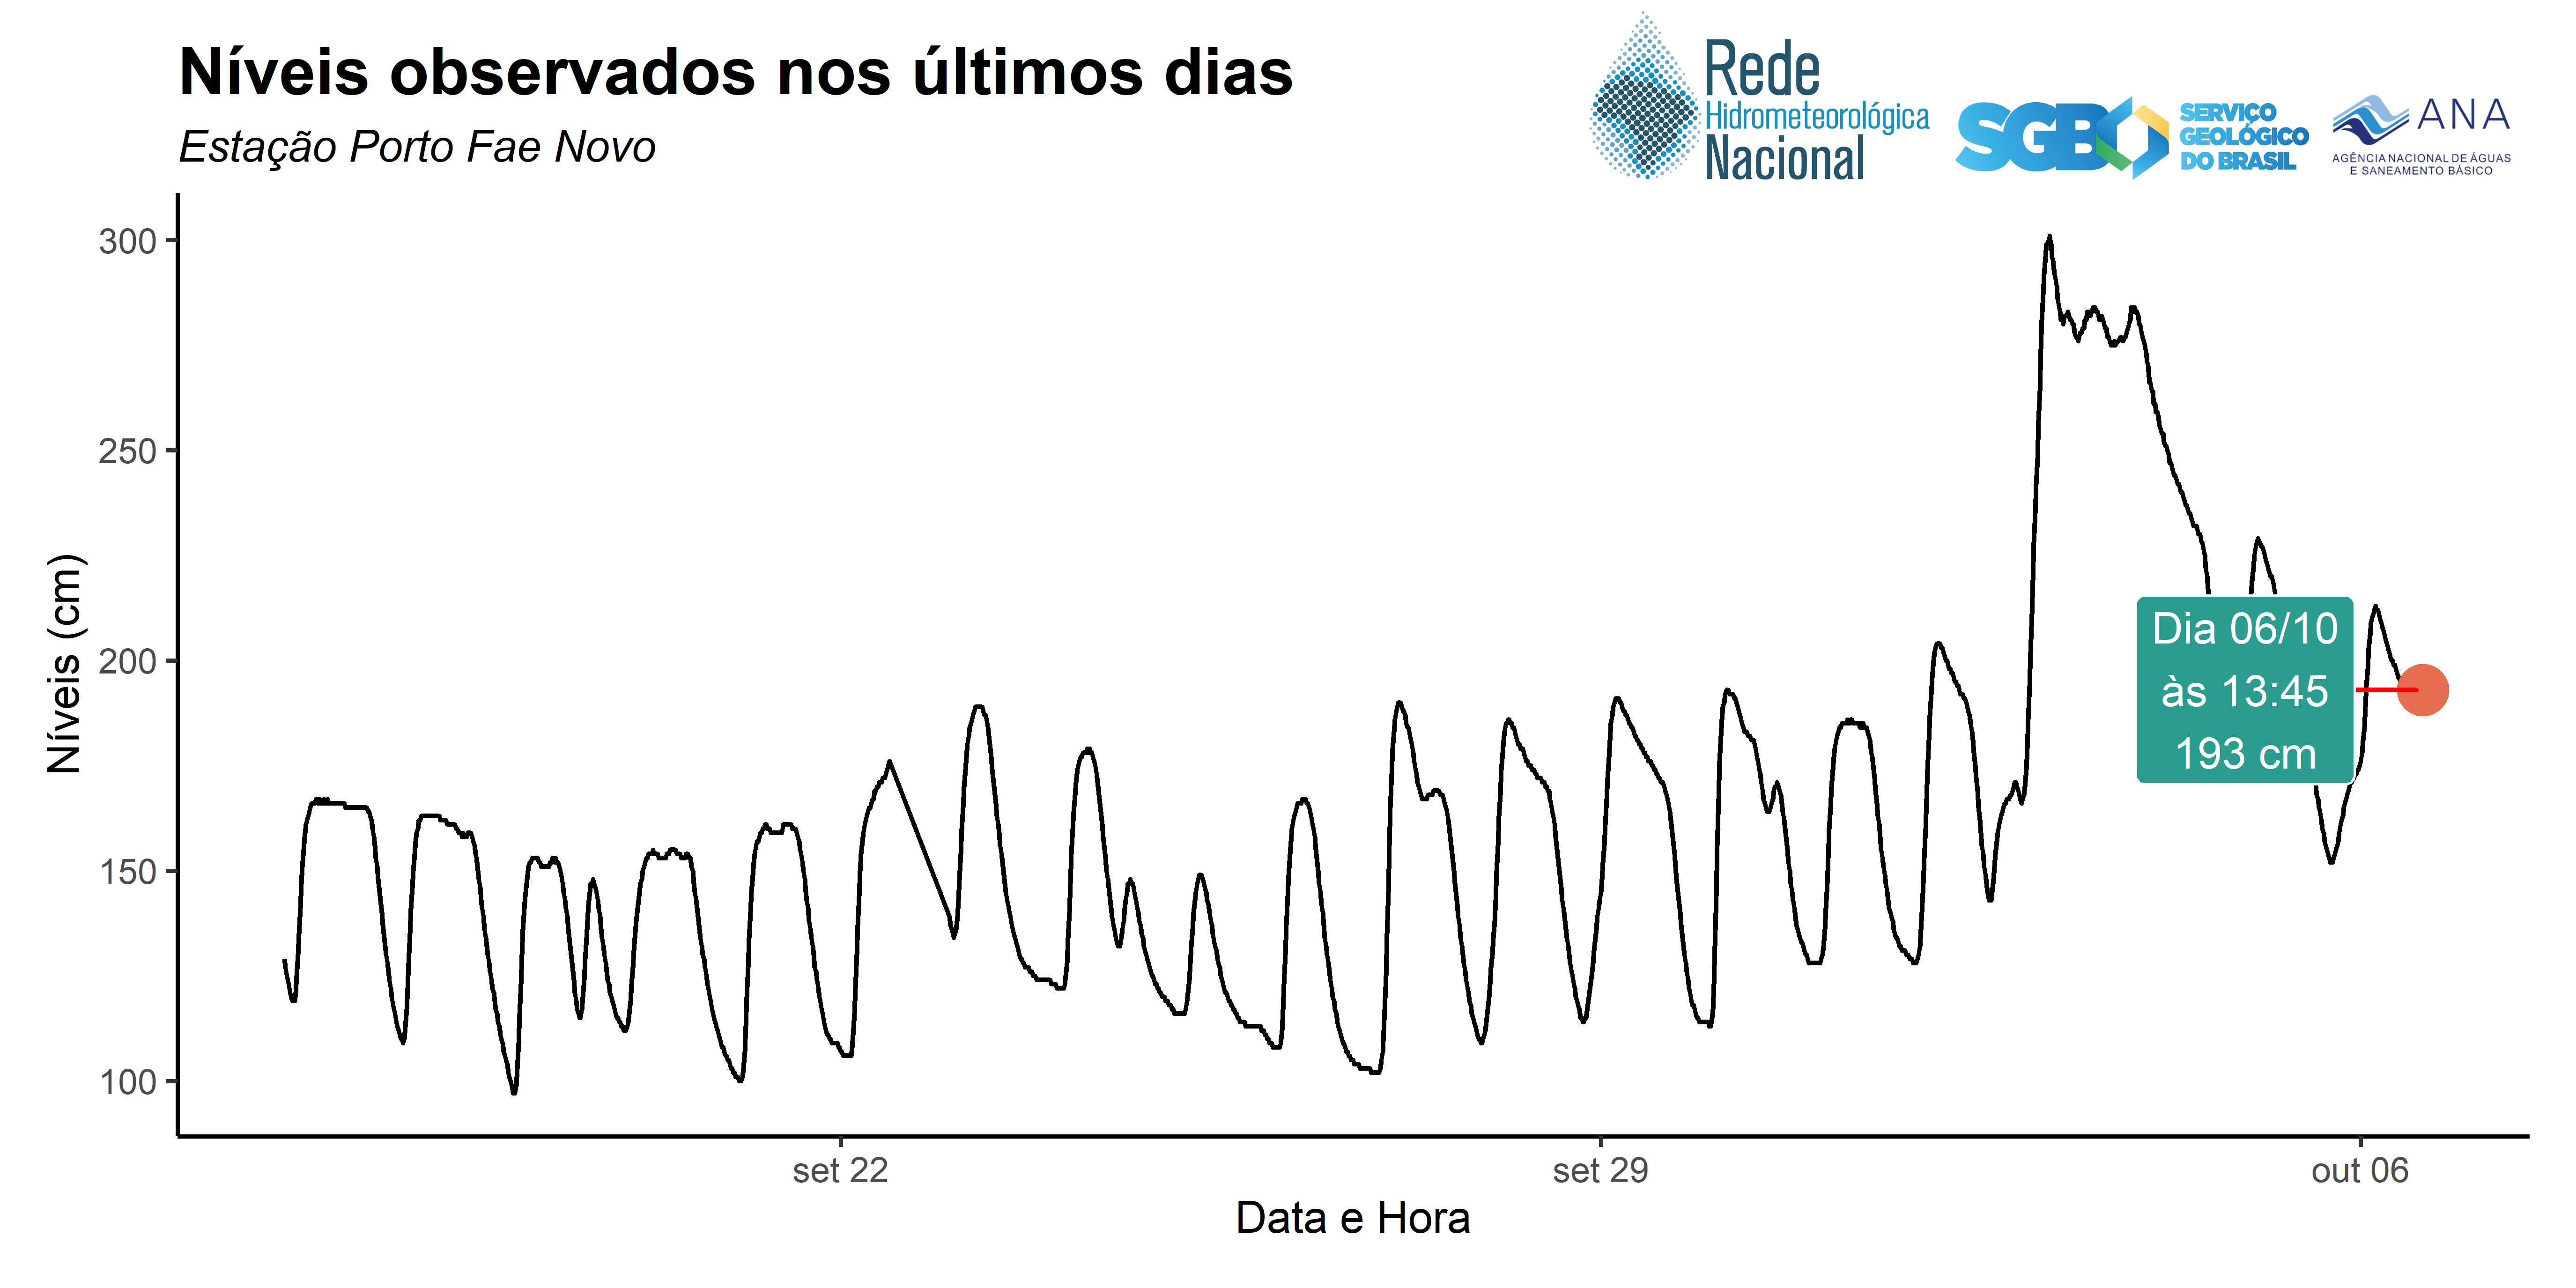 Níveis observados nos últimos dias
Estação Porto Fae Novo
Rede
Hidrometeorológica
Nacional
SGB
SERVIÇO
GEOLÓGICO
DO BRASIL
ANA
AGÊNCIA NACIONAL DE ÁGUAS
E SANEAMENTO BÁSICO
300
250
200
150
100
Níveis (cm)
Dia 06/10
às 13:45
193 cm
set 22
set 29
out 06
Data e Hora